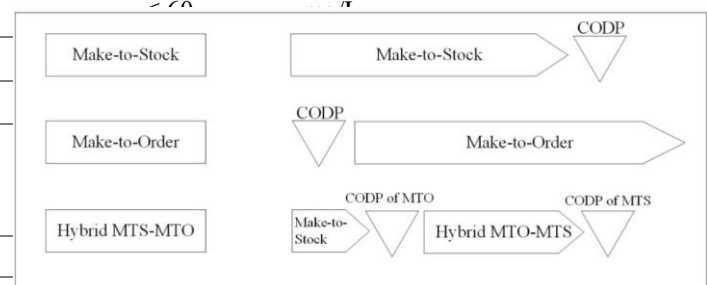 CODP
Make-to-Stock Make-to-Stock
CODP
Make-to-Order Make-to-Order
CODP of MTO CODP of MTS
Hybrid MTS-MTO Make-to-
Stock Hybrid MTO-MTS